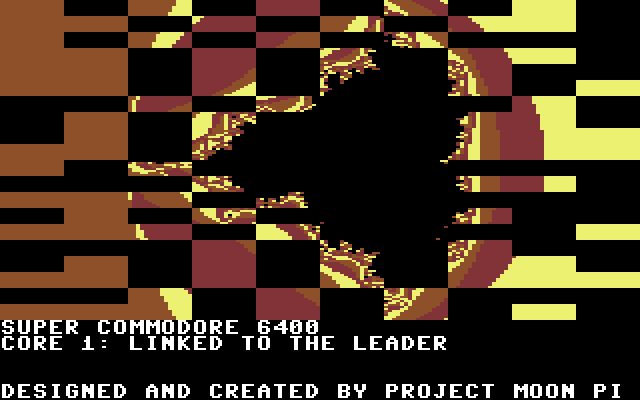 SUPER COMMODORE 6400
CORE 1: LINKED TO THE LEADER
DESIGNED AND CREATED BY PROJECT MOON PI